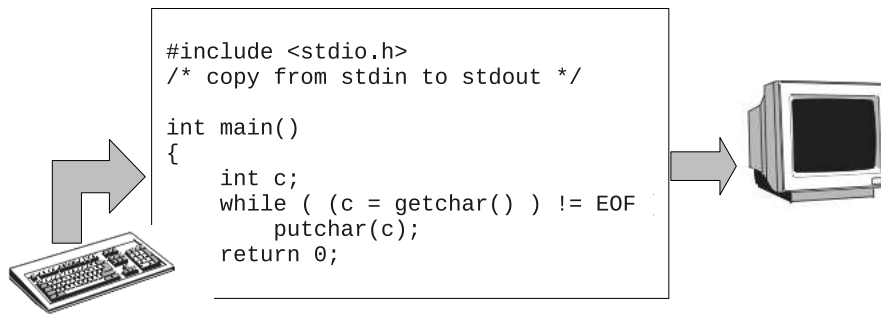 #include <stdio.h>
/* copy from stdin to stdout */
int main()
{
int c;
while ( (c = getchar() ) != EOF
putchar(c);
return 0;